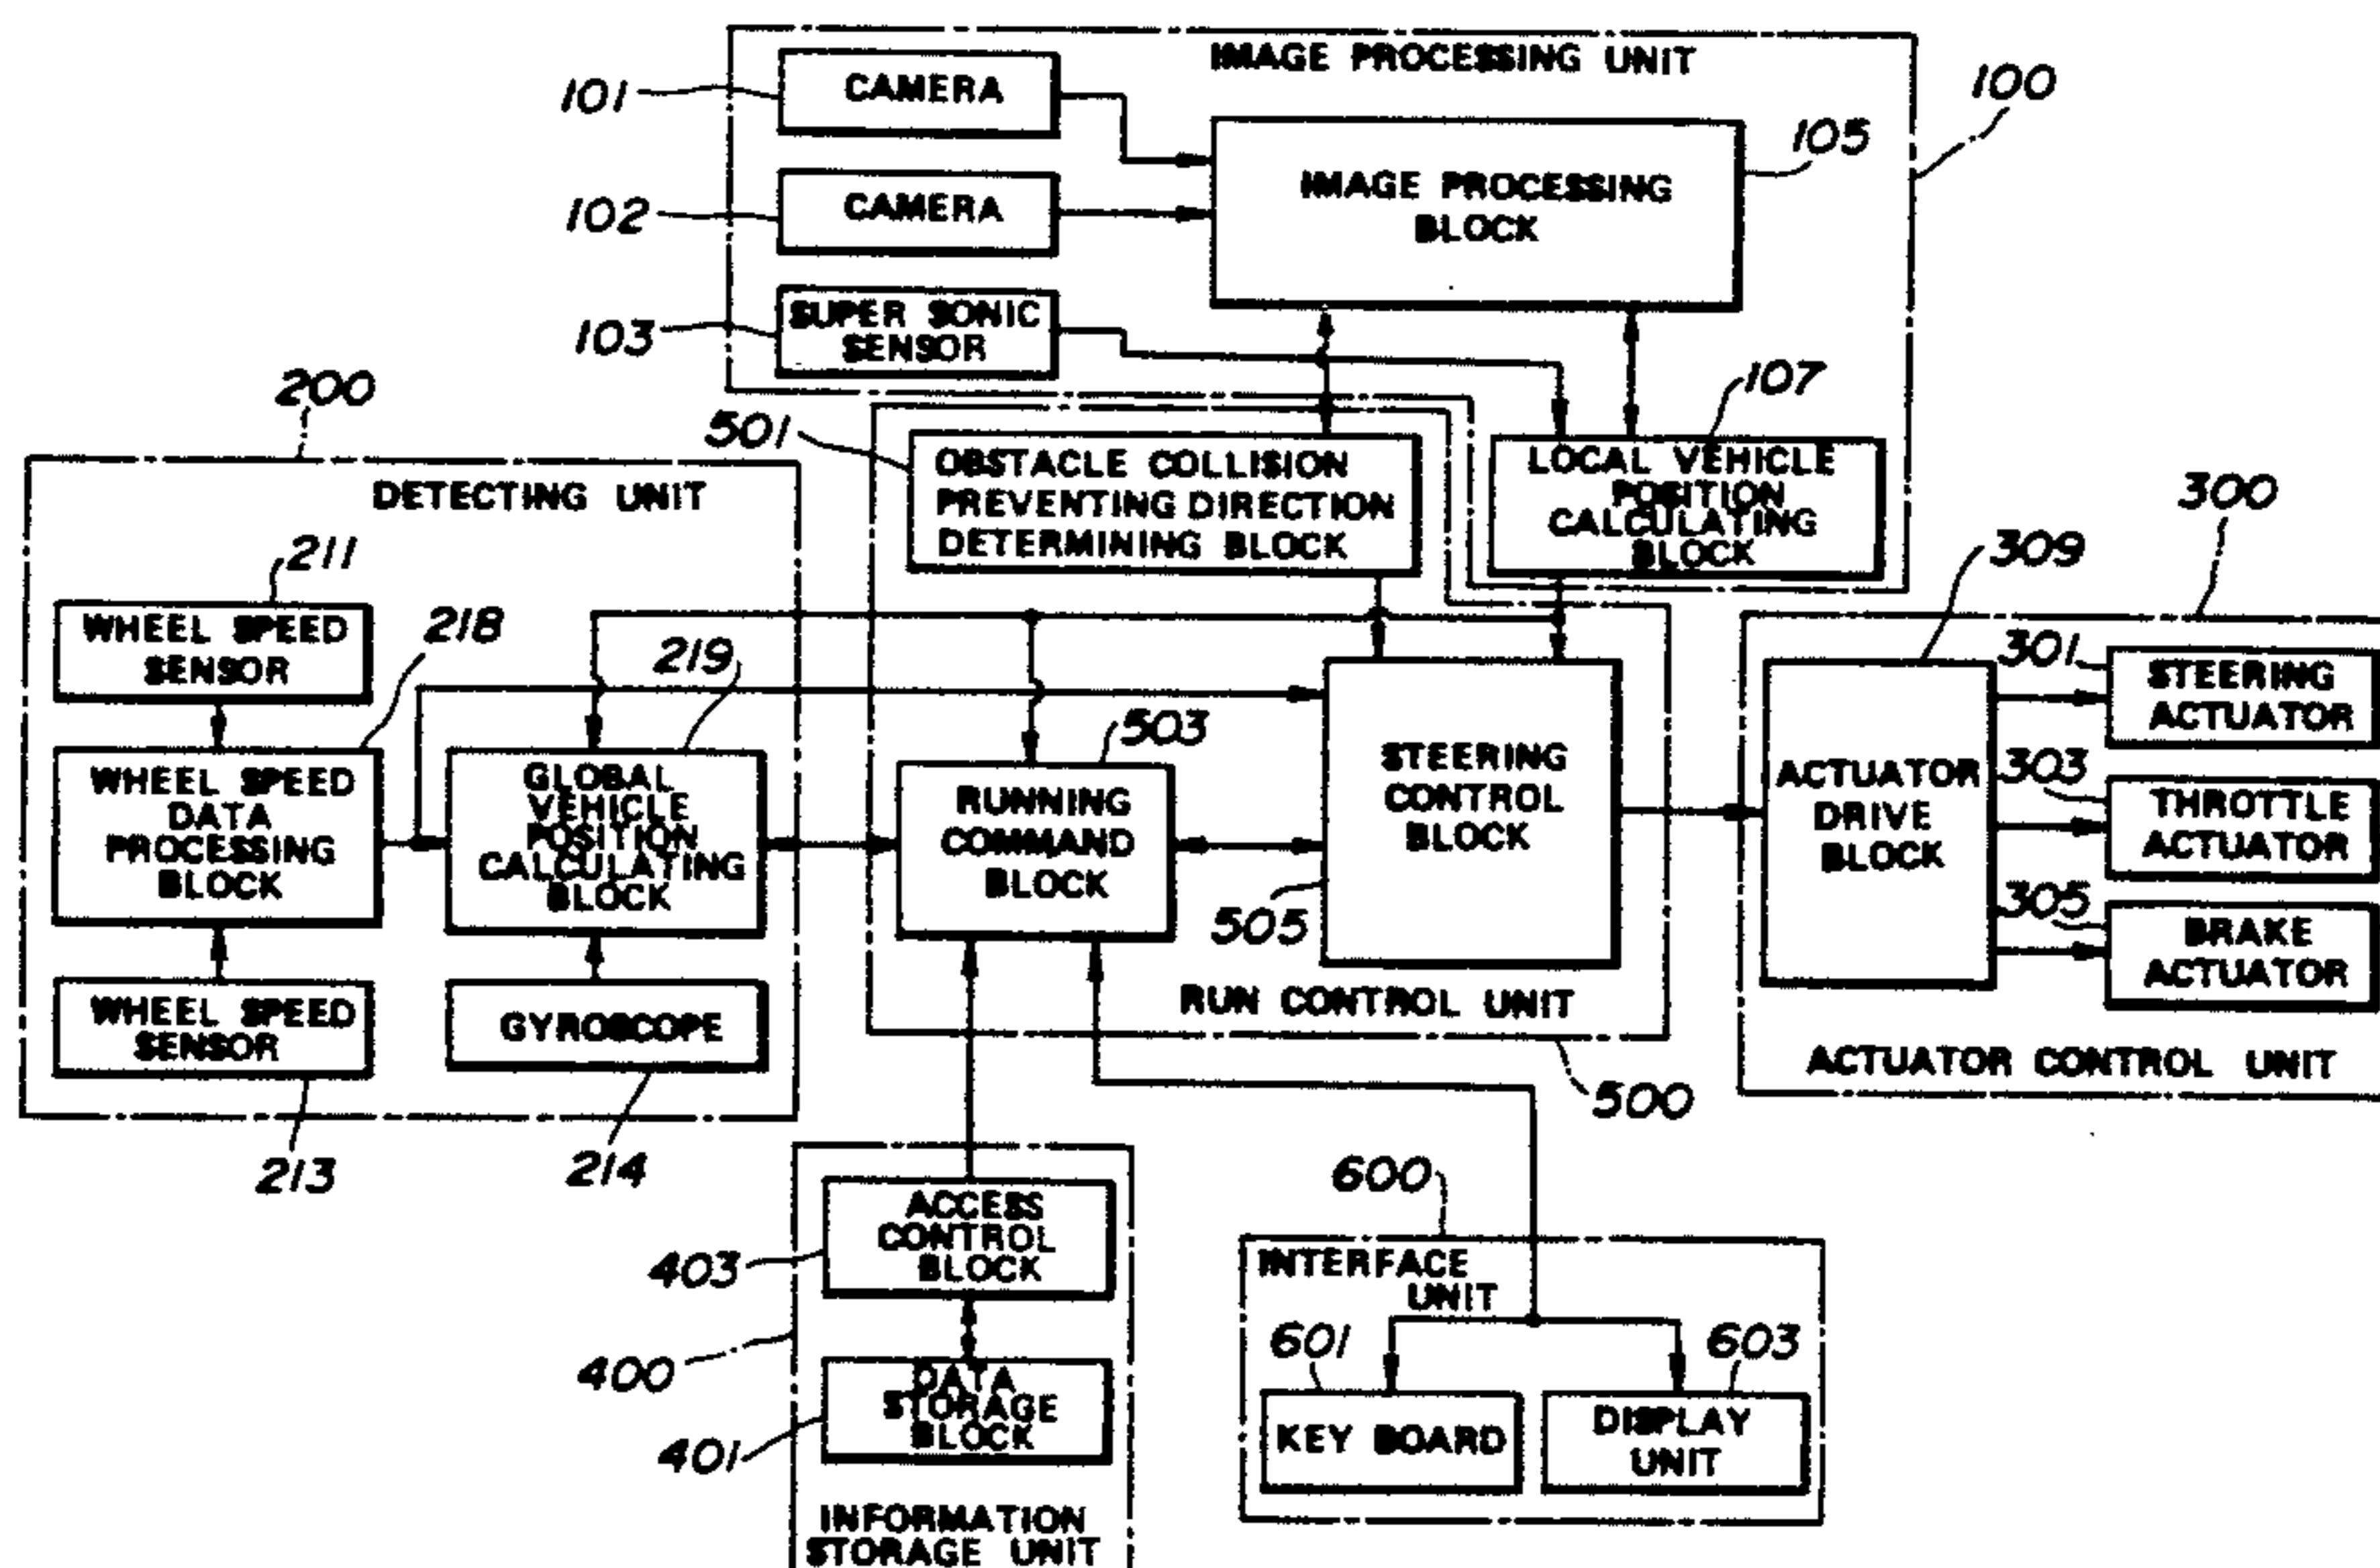 IMAGE PROCESSING UNIT
101
CAMERA
100
105
IMAGE PROCESSING
BLOCK
102
CAMERA
103
SUPER SONIC
SENSOR
107
LOCAL VEHICLE
POSITION
CALCULATING
BLOCK
200
DETECTING UNIT
501
OBSTACLE COLLISION
PREVENTING DIRECTION
DETERMINING BLOCK
300
309
211
WHEEL SPEED
SENSOR
218
WHEEL SPEED
DATA
PROCESSING
BLOCK
219
GLOBAL
VEHICLE
POSITION
CALCULATING
BLOCK
503
RUNNING
COMMAND
BLOCK
STEERING
CONTROL
BLOCK
505
ACTUATOR
DRIVE
BLOCK
301
STEERING
ACTUATOR
303
THROTTLE
ACTUATOR
305
BRAKE
ACTUATOR
WHEEL SPEED
SENSOR
213
GYROSCOPE
214
RUN CONTROL UNIT
500
ACTUATOR CONTROL UNIT
403
ACCESS
CONTROL
BLOCK
400
401
DATA
STORAGE
BLOCK
INFORMATION
STORAGE UNIT
600
INTERFACE
UNIT
601
KEY BOARD
603
DISPLAY
UNIT